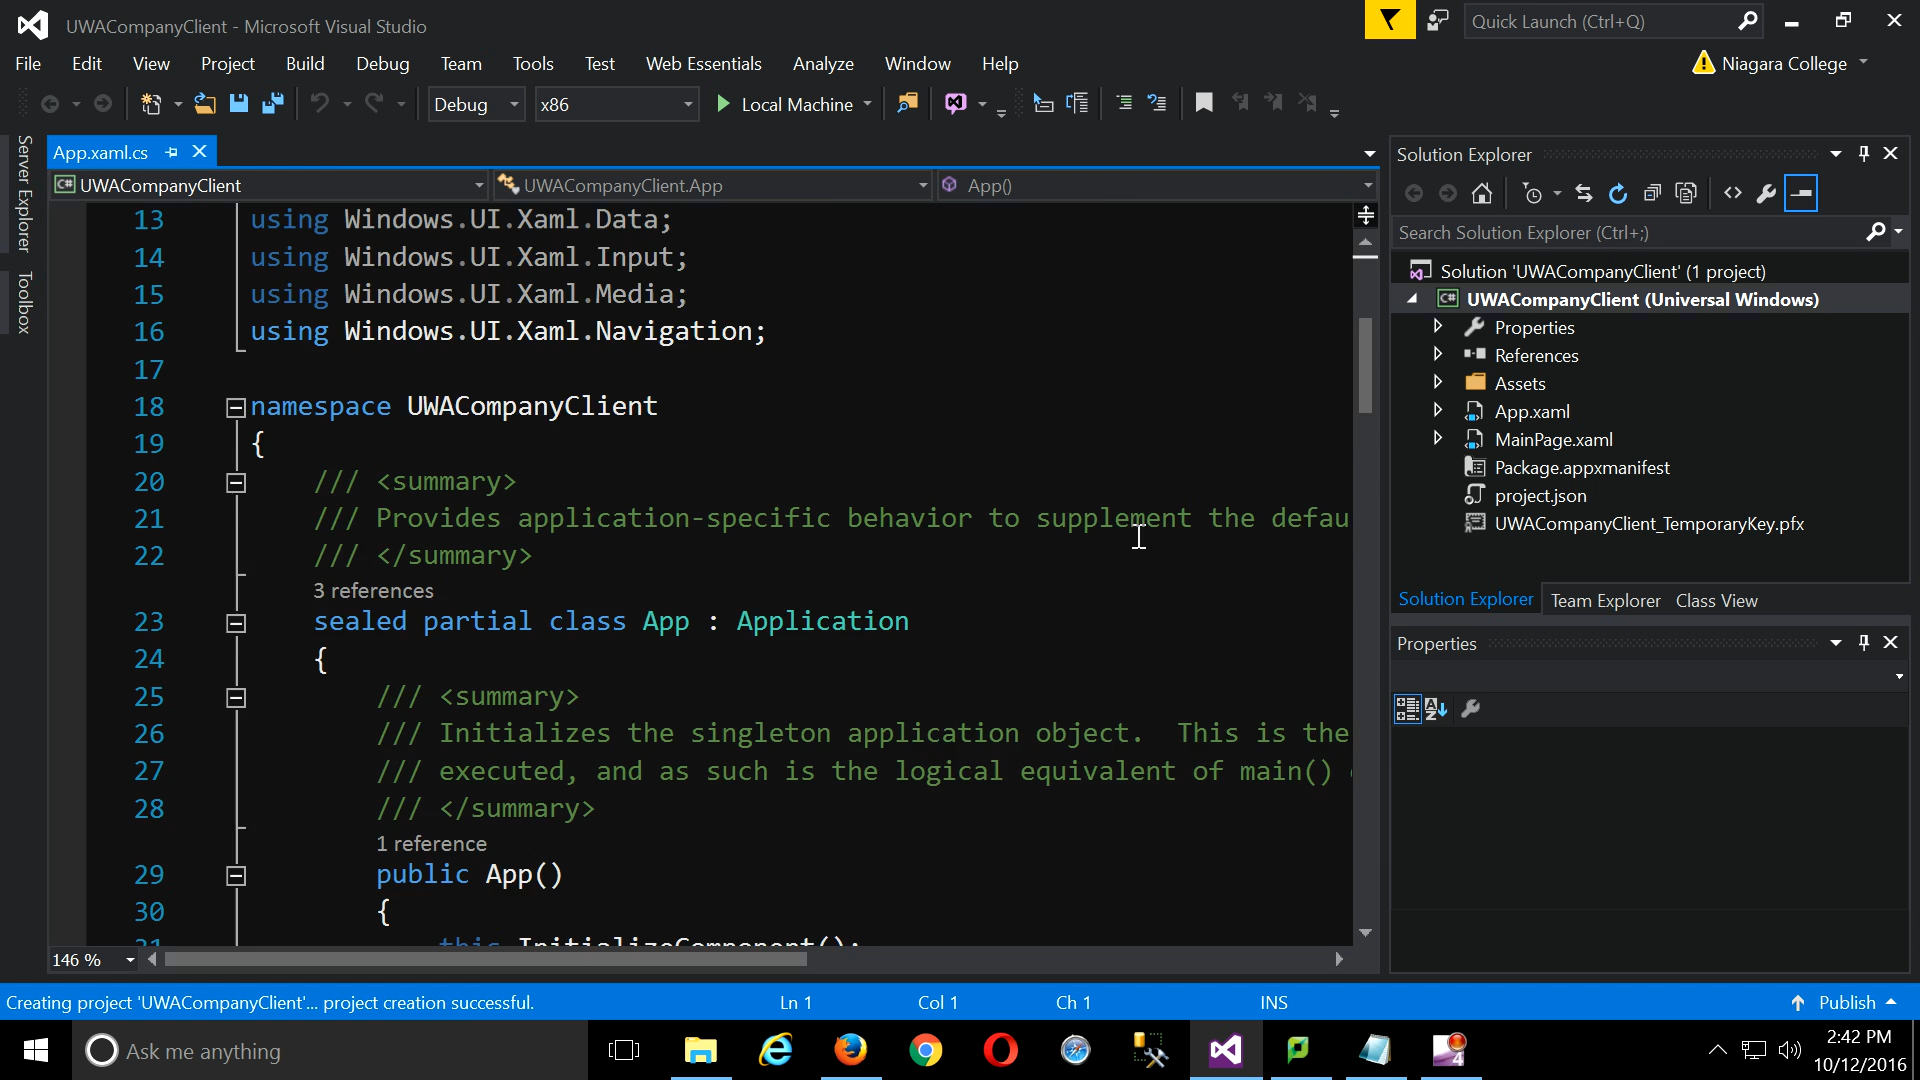 UWACompanyClient - Microsoft Visual Studio
Quick Launch (Ctrl+Q)
File Edit View Project Build Debug Team Tools Test Web Essentials Analyze Window Help
Niagara College
Debug x86 Local Machine
Server Explorer
Toolbox
App.xaml.cs
UWACompanyClient UWACompanyClient.App App()
13 using Windows.UI.Xaml.Data;
14 using Windows.UI.Xaml.Input;
15 using Windows.UI.Xaml.Media;
16 using Windows.UI.Xaml.Navigation;
17
18 namespace UWACompanyClient
19 {
20 /// <summary>
21 /// Provides application-specific behavior to supplement the defau
22 /// </summary>
3 references
23 sealed partial class App : Application
24 {
25 /// <summary>
26 /// Initializes the singleton application object.  This is the
27 /// executed, and as such is the logical equivalent of main()
28 /// </summary>
1 reference
29 public App()
30 {
31 this.InitializeComponent();
146 %
Solution Explorer
Search Solution Explorer (Ctrl+;)
Solution 'UWACompanyClient' (1 project)
C# UWACompanyClient (Universal Windows)
Properties
References
Assets
App.xaml
MainPage.xaml
Package.appxmanifest
project.json
UWACompanyClient_TemporaryKey.pfx
Solution Explorer Team Explorer Class View
Properties
Creating project 'UWACompanyClient'... project creation successful.
Ln 1 Col 1 Ch 1 INS
Publish
Ask me anything
4
2:42 PM
10/12/2016